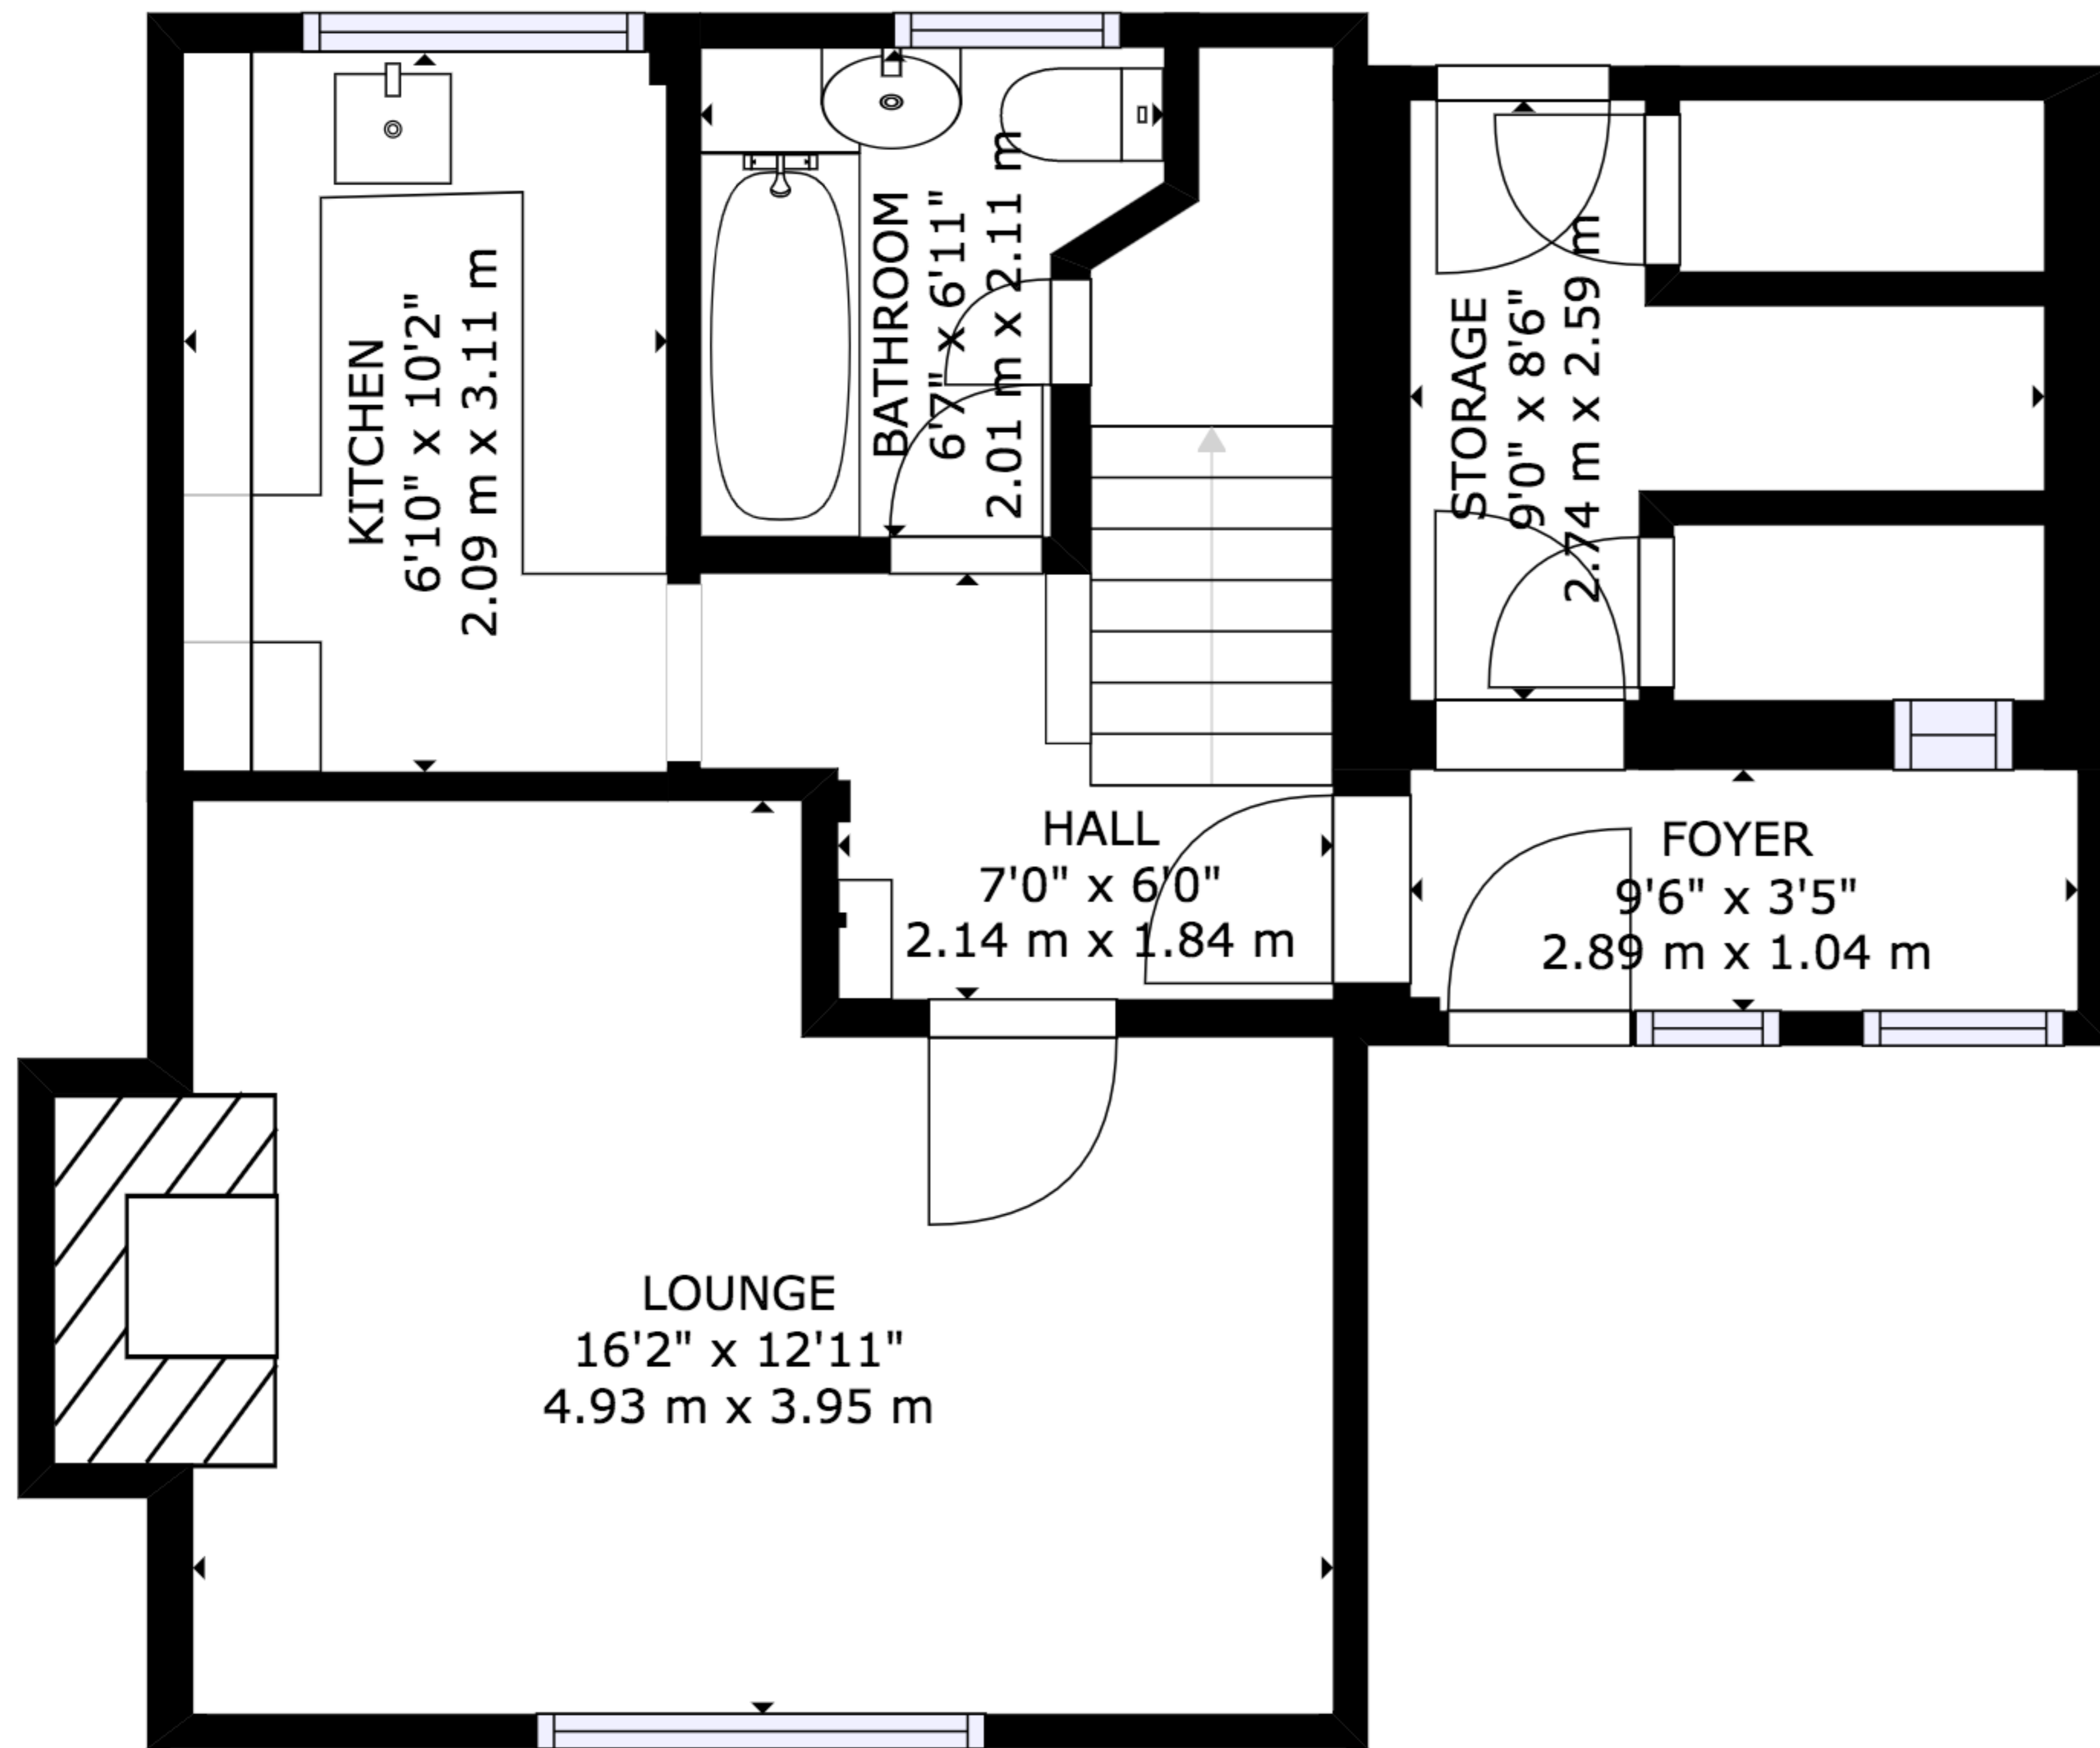 KITCHEN
6'10" x 10'2"
2.09 m x 3.11 m
BATHROOM
6'7" x 6'11"
2.01 m x 2.11 m
STORAGE
9'0" x 8'6"
2.74 m x 2.59 m
HALL
7'0" x 6'0"
2.14 m x 1.84 m
FOYER
9'6" x 3'5"
2.89 m x 1.04 m
LOUNGE
16'2" x 12'11"
4.93 m x 3.95 m